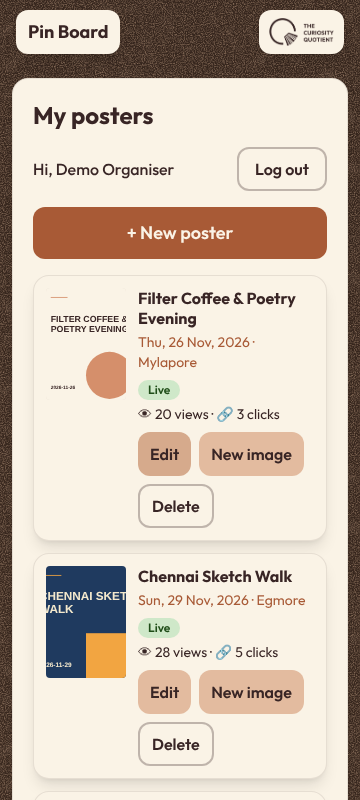 Pin Board
THE
CURIOSITY
QUOTIENT
My posters
Hi, Demo Organiser
Log out
+ New poster
FILTER COFFEE &
POETRY EVENING
2026-11-26
Filter Coffee & Poetry
Evening
Thu, 26 Nov, 2026 ·
Mylapore
Live
👁 20 views · 🔗 3 clicks
Edit
New image
Delete
CHENNAI SKET
WALK
26-11-29
Chennai Sketch Walk
Sun, 29 Nov, 2026 · Egmore
Live
👁 28 views · 🔗 5 clicks
Edit
New image
Delete